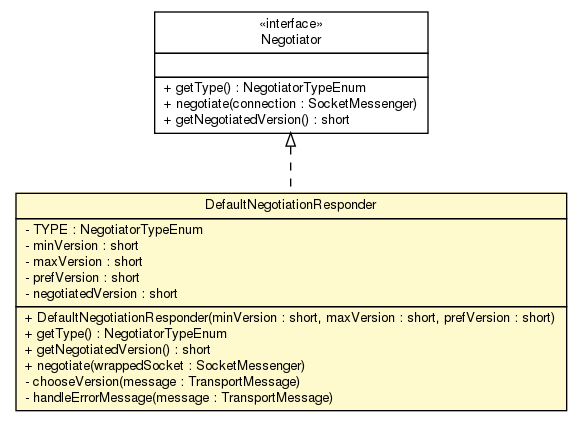 «interface»
Negotiator
+ getType() : NegotiatorTypeEnum
+ negotiate(connection : SocketMessenger)
+ getNegotiatedVersion() : short
DefaultNegotiationResponder
- TYPE : NegotiatorTypeEnum
- minVersion : short
- maxVersion : short
- prefVersion : short
- negotiatedVersion : short
+ DefaultNegotiationResponder(minVersion : short, maxVersion : short, prefVersion : short)
+ getType() : NegotiatorTypeEnum
+ getNegotiatedVersion() : short
+ negotiate(wrappedSocket : SocketMessenger)
- chooseVersion(message : TransportMessage)
- handleErrorMessage(message : TransportMessage)